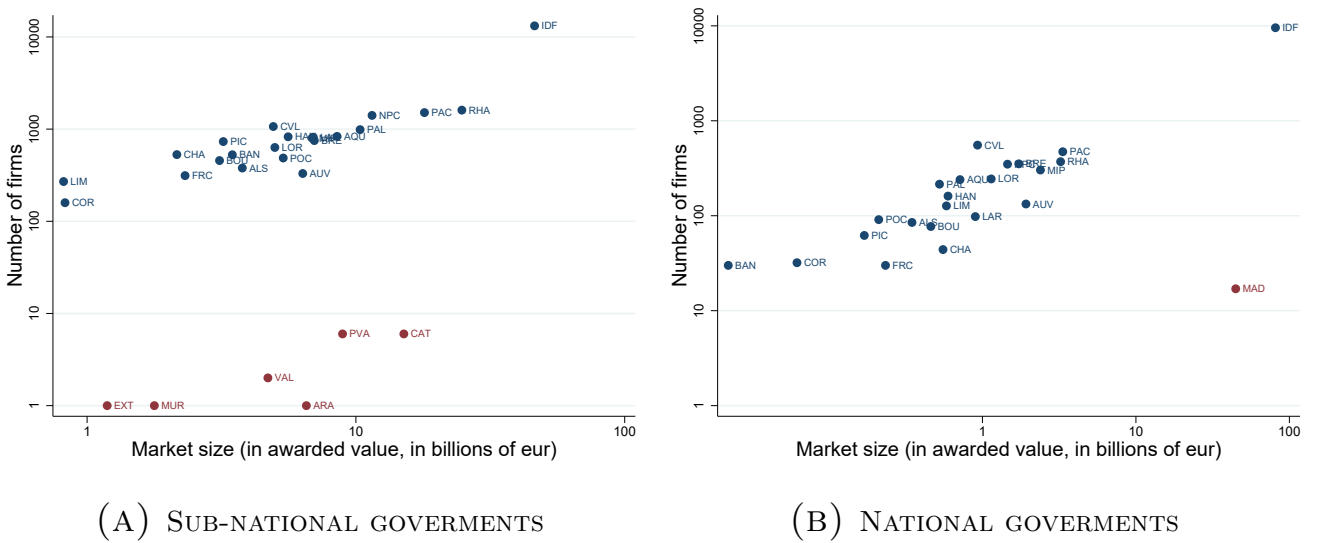 10000
1000
100
10
1
Number of firms
IDF
RHA
PAC
NPC
PAL
CVL
HAN
BRE
AQU
PIC
LOR
CHA
BAN
BOU
POC
ALS
FRC
AUV
LIM
COR
PVA
CAT
VAL
EXT
MUR
ARA
1
10
100
Market size (in awarded value, in billions of eur)
(A) Sub-national goverments
10000
1000
100
10
1
Number of firms
IDF
CVL
PAC
BRE
RHA
MIP
PAL
AQU
LOR
HAN
LIM
AUV
POC
ALS
BOU
LAR
PIC
CHA
BAN
COR
FRC
MAD
1
10
100
Market size (in awarded value, in billions of eur)
(B) National goverments